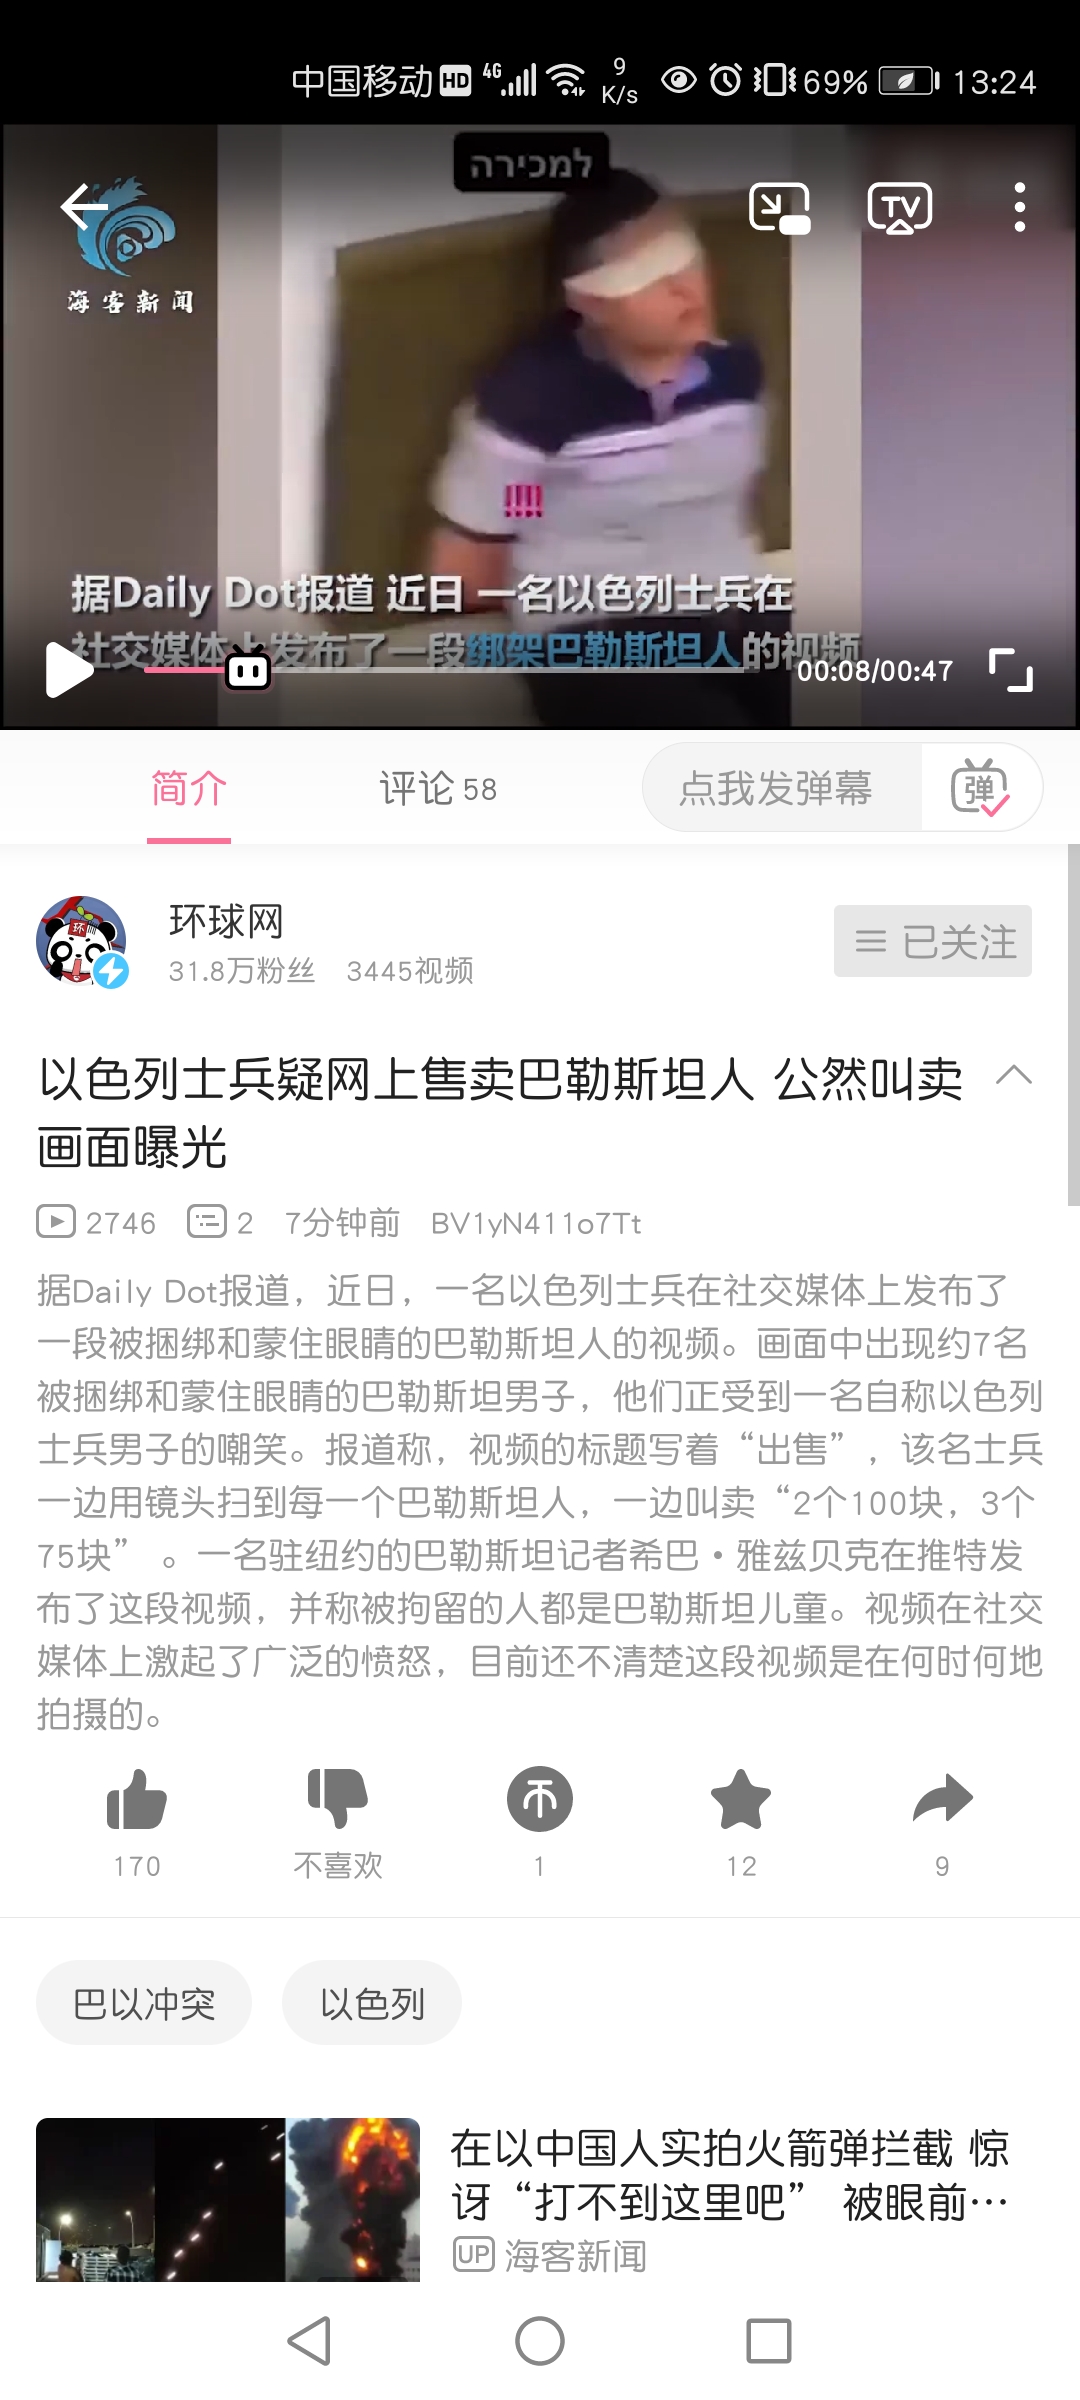 中国移动 HD 4G 9 K/s 69% 13:24
למכירה
TV
海客新闻
据Daily Dot报道 近日 一名以色列士兵在
社交媒体上发布了一段绑架巴勒斯坦人的视频
00:08/00:47
简介 评论 58 点我发弹幕 弹
环球网
31.8万粉丝 3445视频
已关注
以色列士兵疑网上售卖巴勒斯坦人 公然叫卖
画面曝光
2746 2 7分钟前 BV1yN411o7Tt
据Daily Dot报道，近日，一名以色列士兵在社交媒体上发布了
一段被捆绑和蒙住眼睛的巴勒斯坦人的视频。画面中出现约7名
被捆绑和蒙住眼睛的巴勒斯坦男子，他们正受到一名自称以色列
士兵男子的嘲笑。报道称，视频的标题写着“出售”，该名士兵
一边用镜头扫到每一个巴勒斯坦人，一边叫卖“2个100块，3个
75块” 。一名驻纽约的巴勒斯坦记者希巴·雅兹贝克在推特发
布了这段视频，并称被拘留的人都是巴勒斯坦儿童。视频在社交
媒体上激起了广泛的愤怒，目前还不清楚这段视频是在何时何地
拍摄的。
170 不喜欢 1 12 9
巴以冲突 以色列
在以中国人实拍火箭弹拦截 惊
讶“打不到这里吧” 被眼前…
UP 海客新闻